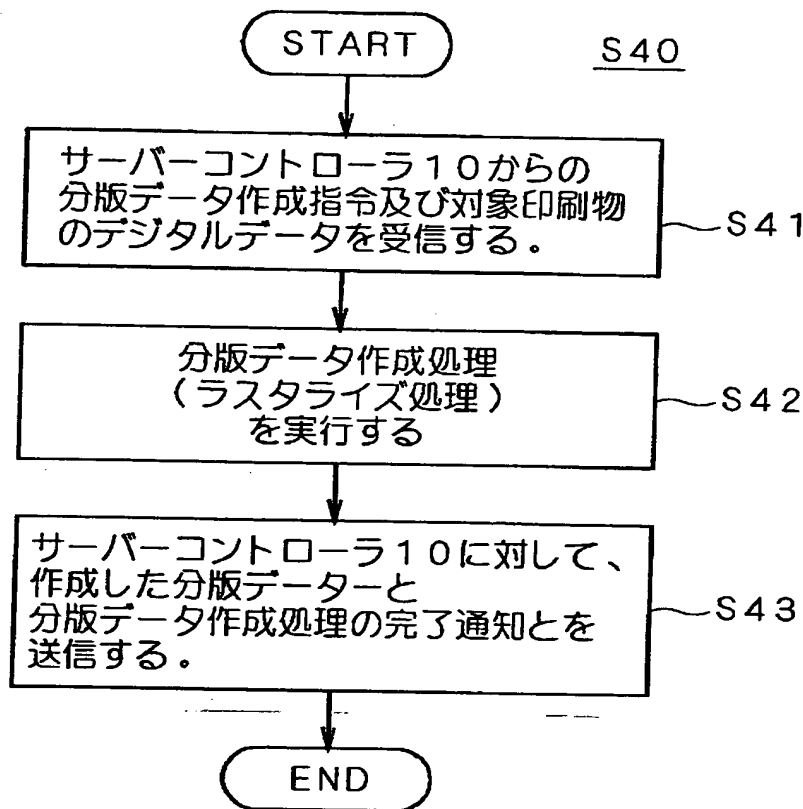 START
S40
サーバーコントローラ10からの
分版データ作成指令及び対象印刷物
のデジタルデータを受信する。
S41
分版データ作成処理
(ラスタライズ処理)
を実行する
S42
サーバーコントローラ10に対して、
作成した分版データーと
分版データ作成処理の完了通知とを
送信する。
S43
END